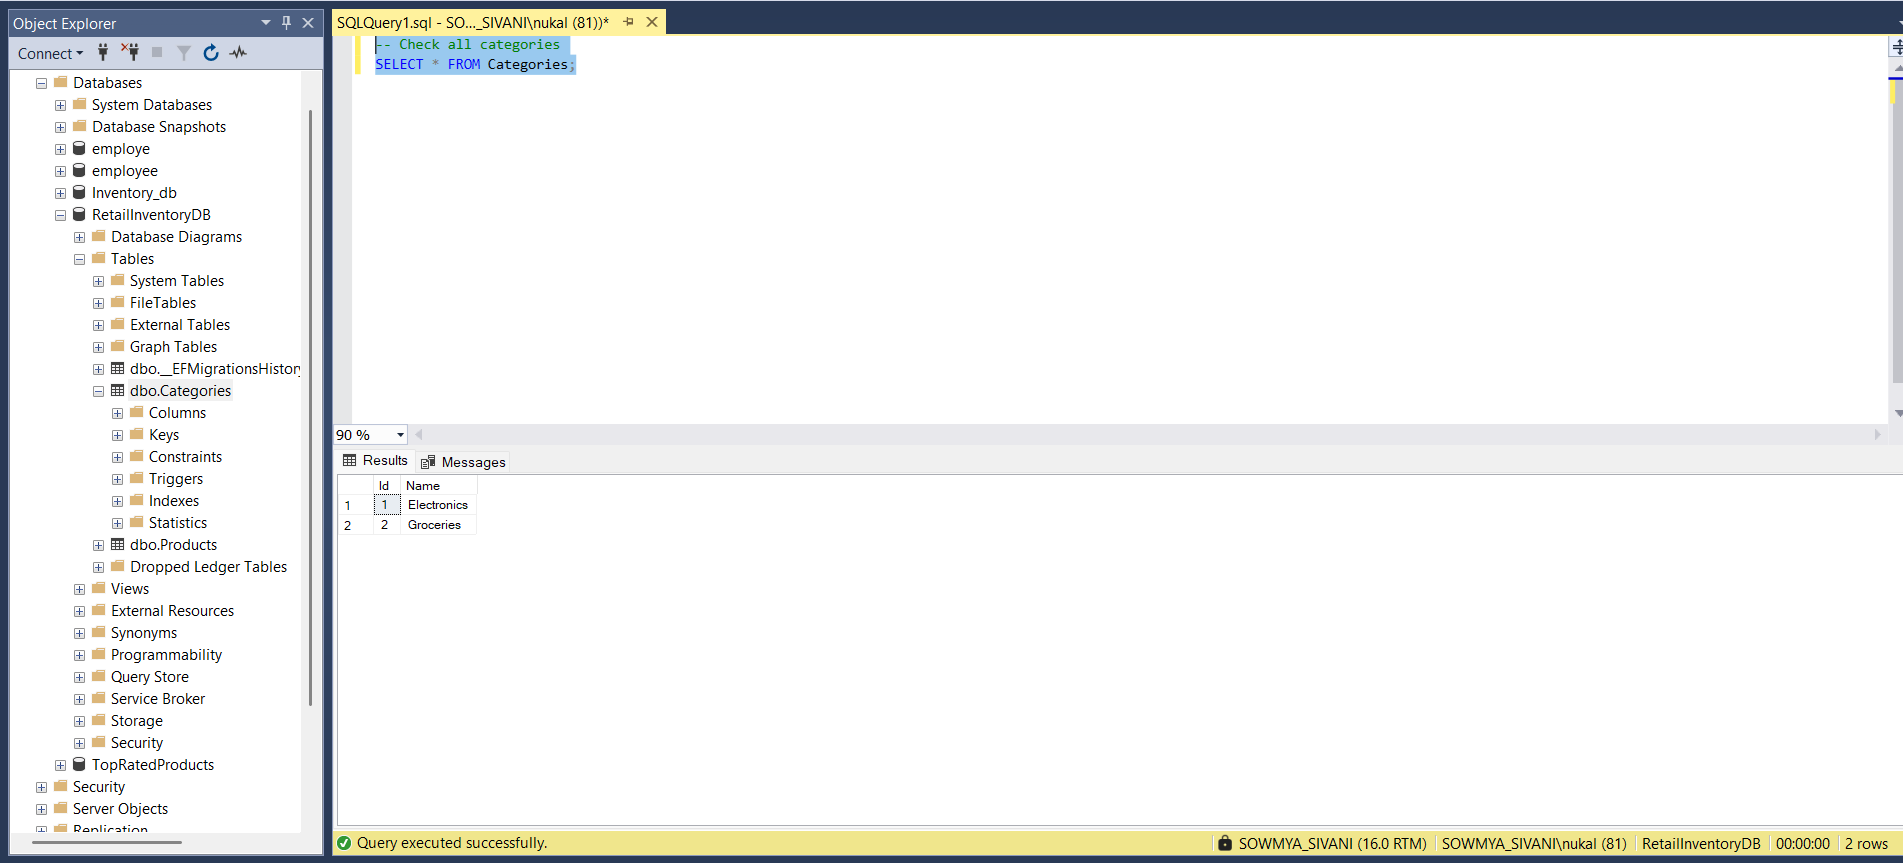 Object Explorer
Connect
Databases
System Databases
Database Snapshots
employe
employee
Inventory_db
RetailInventoryDB
Database Diagrams
Tables
System Tables
FileTables
External Tables
Graph Tables
dbo.__EFMigrationsHistory
dbo.Categories
Columns
Keys
Constraints
Triggers
Indexes
Statistics
dbo.Products
Dropped Ledger Tables
Views
External Resources
Synonyms
Programmability
Query Store
Service Broker
Storage
Security
TopRatedProducts
Security
Server Objects
Replication
SQLQuery1.sql - SO..._SIVANI\nukal (81))*
-- Check all categories
SELECT * FROM Categories;
90 %
Results Messages
Id Name
1 1 Electronics
2 2 Groceries
Query executed successfully. SOWMYA_SIVANI (16.0 RTM) SOWMYA_SIVANI\nukal (81) RetailInventoryDB 00:00:00 2 rows